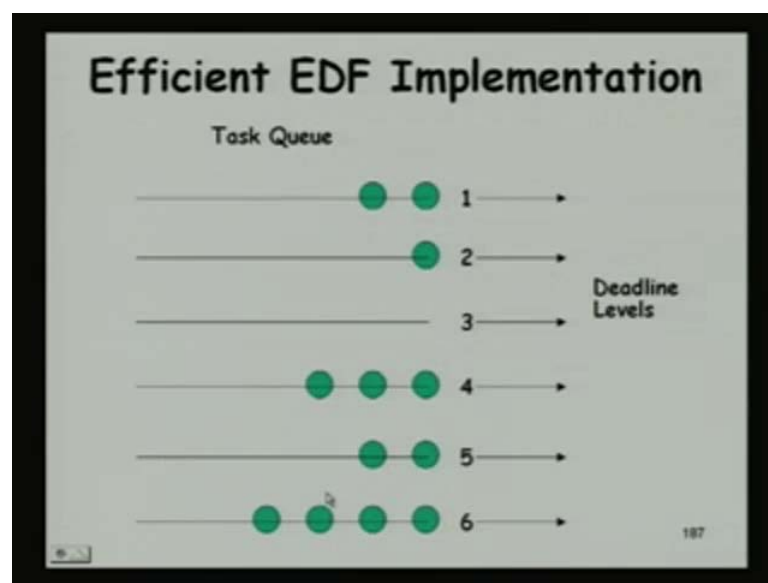 Efficient EDF Implementation
Task Queue
1
2
3
Deadline
Levels
4
5
6
187